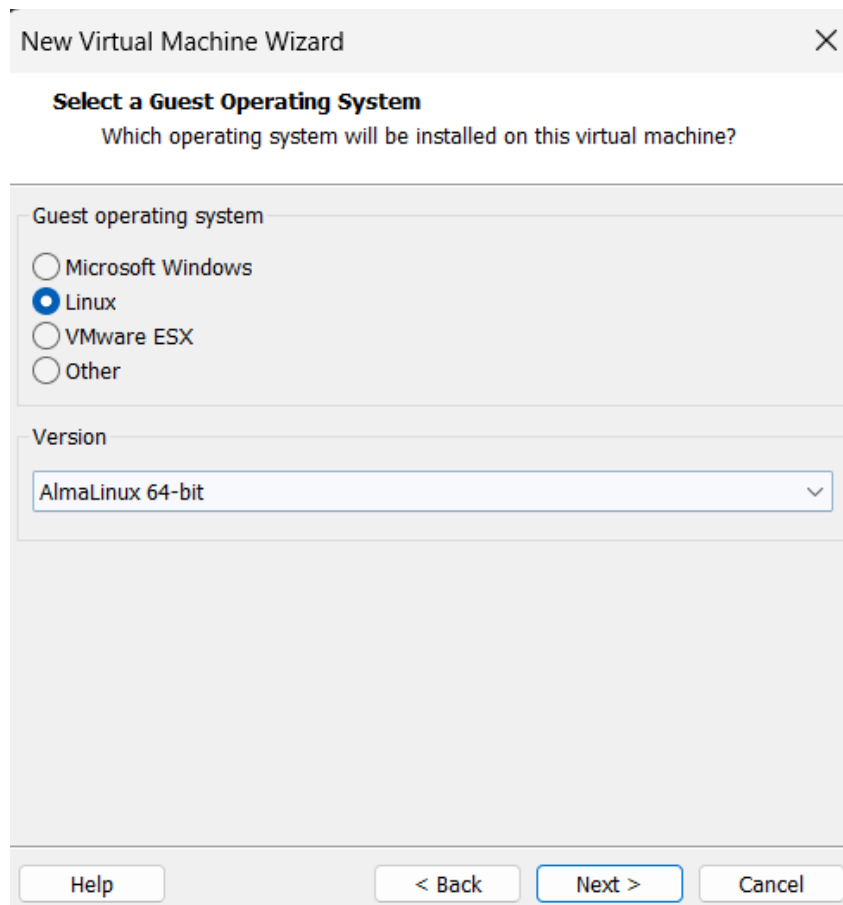 New Virtual Machine Wizard
Select a Guest Operating System
Which operating system will be installed on this virtual machine?
Guest operating system
Microsoft Windows
Linux
VMware ESX
Other
Version
AlmaLinux 64-bit
Help
< Back
Next >
Cancel